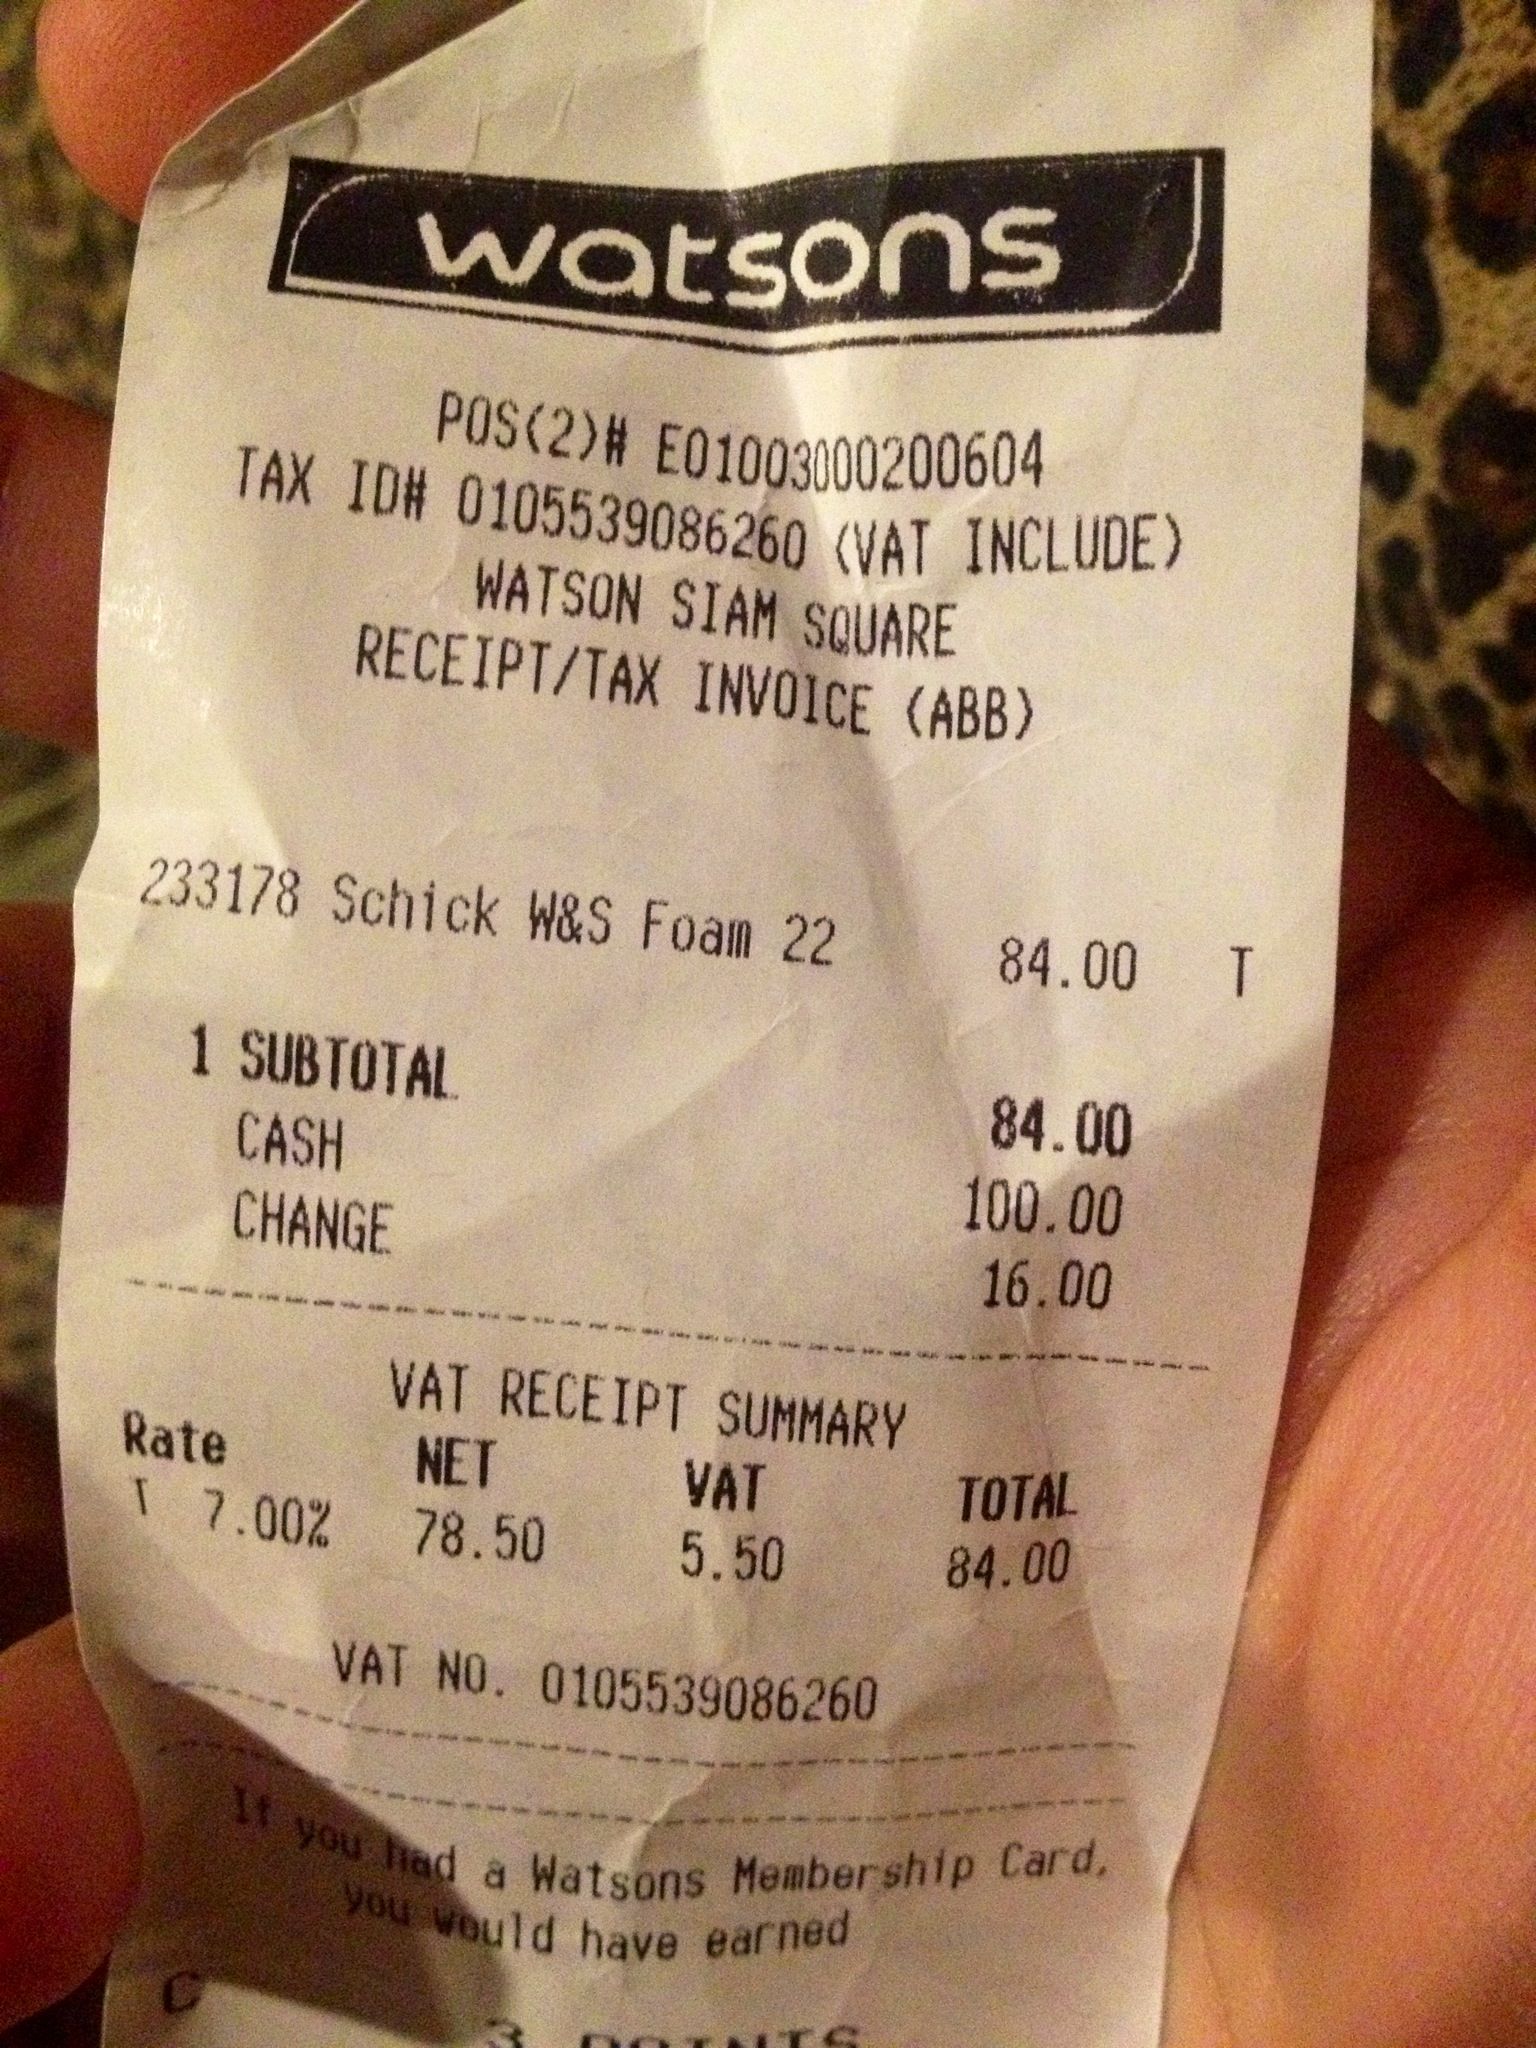 watsons
POS(2)# E01003000200604
TAX ID# 0105539086260 (VAT INCLUDE)
WATSON SIAM SQUARE
RECEIPT/TAX INVOICE (ABB)
233178 Schick W&S Foam 22 84.00 T
1 SUBTOTAL 84.00
CASH 100.00
CHANGE 16.00
VAT RECEIPT SUMMARY
Rate NET VAT TOTAL
T 7.00% 78.50 5.50 84.00
VAT NO. 0105539086260
If you had a Watsons Membership Card,
you would have earned
3 POINTS